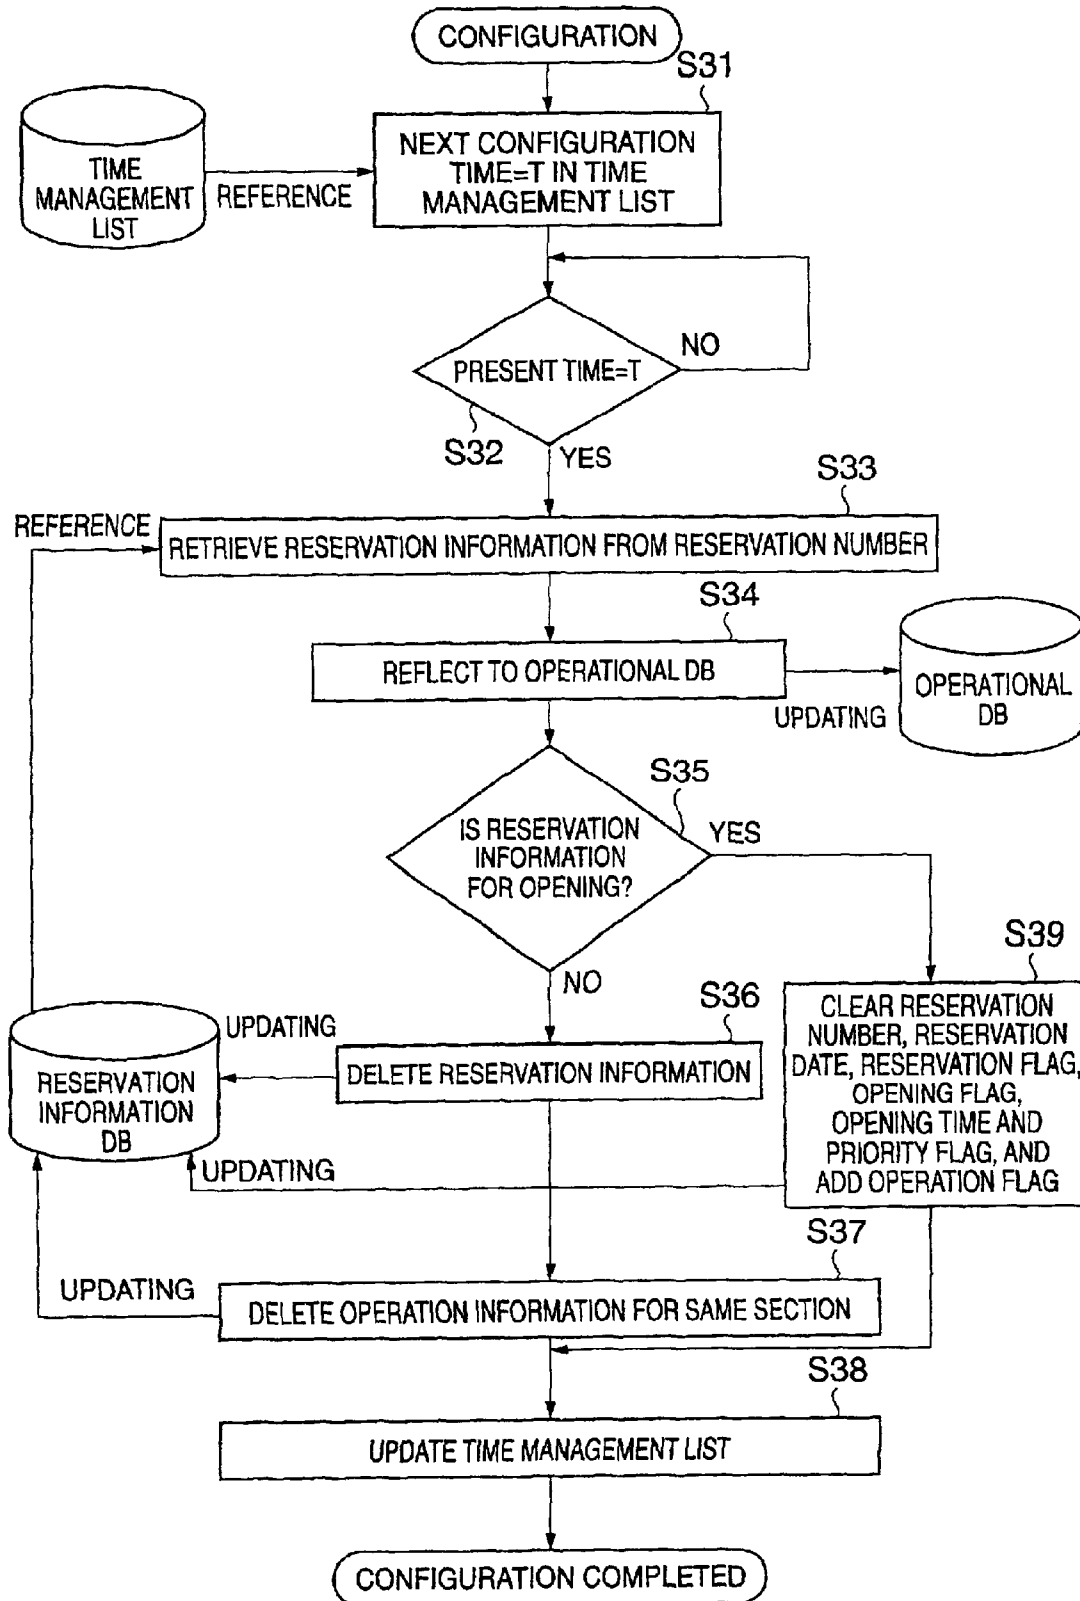 CONFIGURATION
S31
NEXT CONFIGURATION
TIME=T IN TIME
MANAGEMENT LIST
TIME
MANAGEMENT
LIST
REFERENCE
PRESENT TIME=T
NO
S32
YES
S33
REFERENCE
RETRIEVE RESERVATION INFORMATION FROM RESERVATION NUMBER
S34
REFLECT TO OPERATIONAL DB
OPERATIONAL
DB
UPDATING
S35
IS RESERVATION
INFORMATION
FOR OPENING?
YES
NO
S39
CLEAR RESERVATION
NUMBER, RESERVATION
DATE, RESERVATION FLAG,
OPENING FLAG,
OPENING TIME AND
PRIORITY FLAG, AND
ADD OPERATION FLAG
S36
UPDATING
DELETE RESERVATION INFORMATION
RESERVATION
INFORMATION
DB
UPDATING
S37
UPDATING
DELETE OPERATION INFORMATION FOR SAME SECTION
S38
UPDATE TIME MANAGEMENT LIST
CONFIGURATION COMPLETED